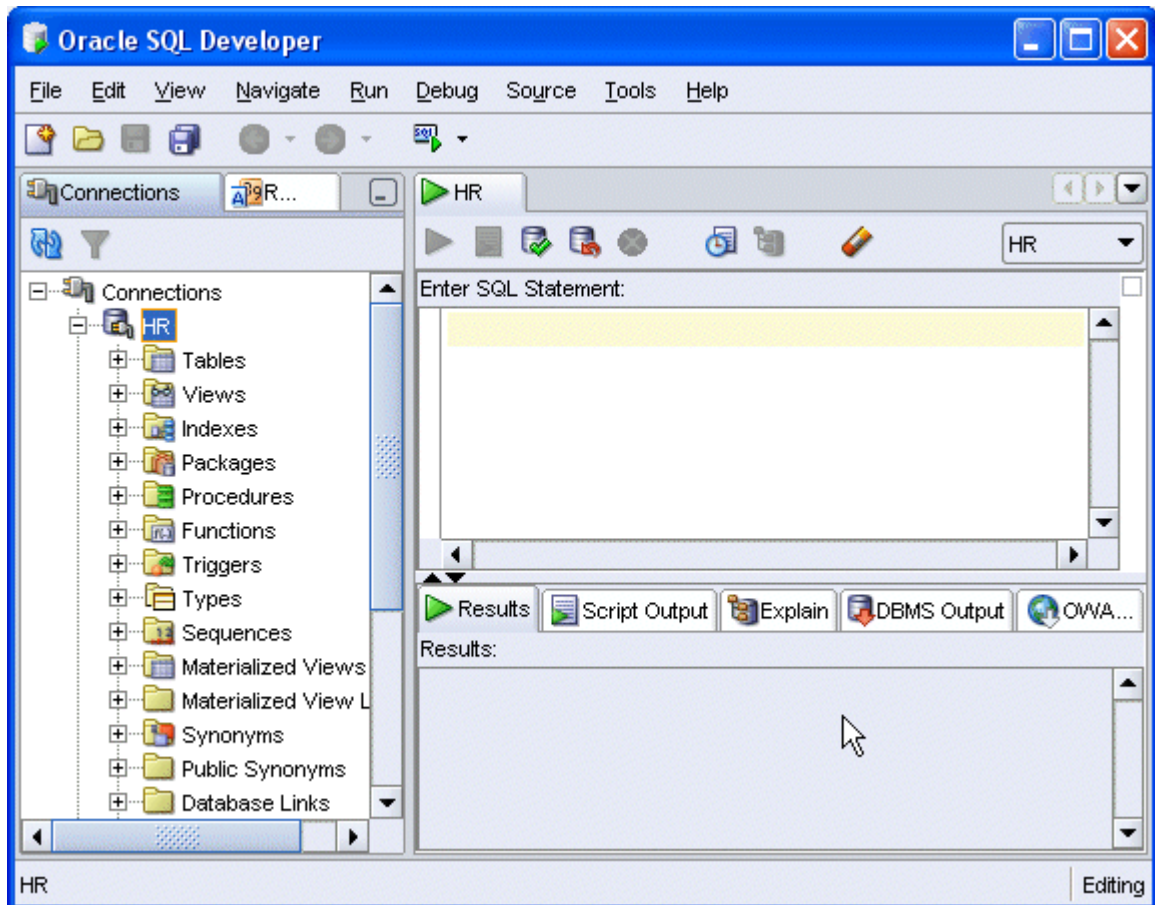 Oracle SQL Developer
File Edit View Navigate Run Debug Source Tools Help
Connections R... HR
HR
Connections
HR
Tables
Views
Indexes
Packages
Procedures
Functions
Triggers
Types
Sequences
Materialized Views
Materialized View L
Synonyms
Public Synonyms
Database Links
Enter SQL Statement:
Results Script Output Explain DBMS Output OWA...
Results:
HR Editing